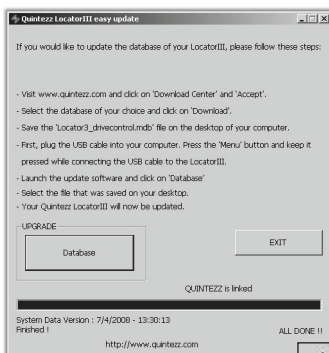 Quintezz LocatorIII easy update
If you would like to update the database of your LocatorIII, please follow these steps:
- Visit www.quintezz.com and click on 'Download Center' and 'Accept'.
- Select the database of your choice and click on 'Download'.
- Save the 'Locator3_drivecontrol.mdb' file on the desktop of your computer.
- First, plug the USB cable into your computer. Press the 'Menu' button and keep it
pressed while connecting the USB cable to the LocatorIII.
- Launch the update software and click on 'Database'
- Select the file that was saved on your desktop.
- Your Quintezz LocatorIII will now be updated.
UPGRADE
Database
EXIT
QUINTEZZ is linked
System Data Version : 7/4/2008 - 13:30:13
Finished !
ALL DONE !!
http://www.quintezz.com